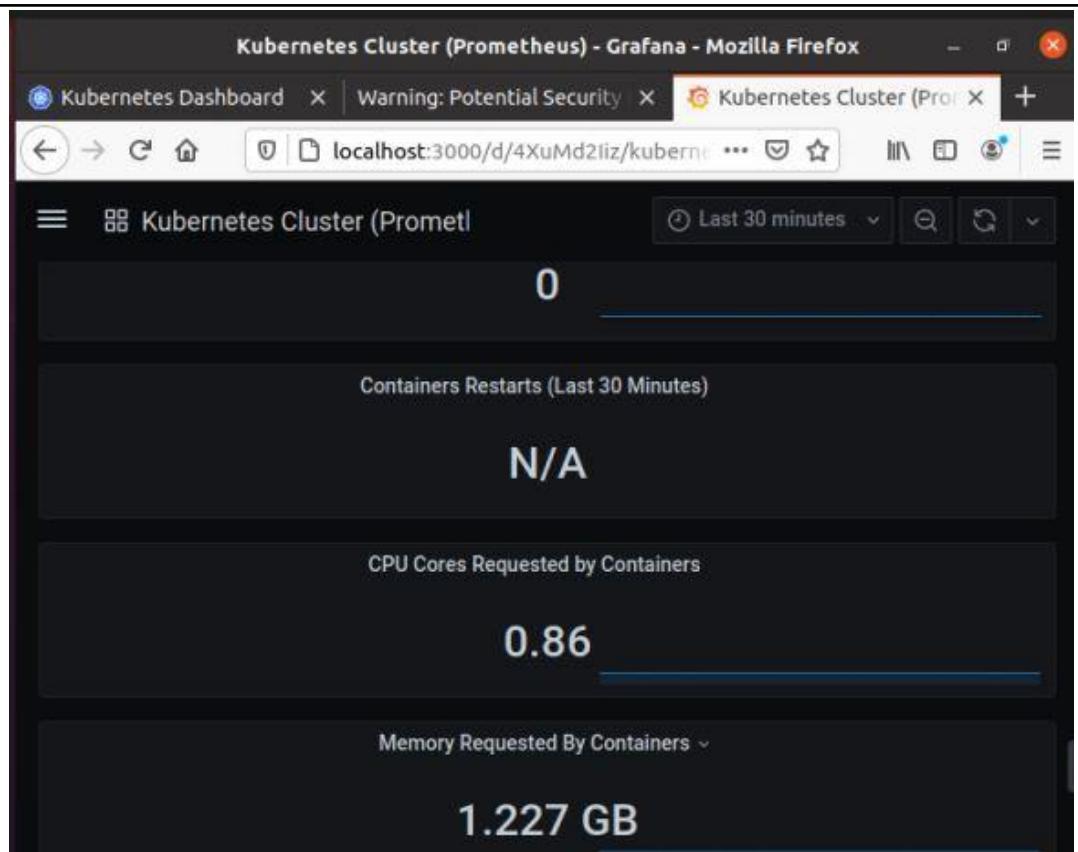 Kubernetes Cluster (Prometheus) - Grafana - Mozilla Firefox
Kubernetes Dashboard Warning: Potential Security Kubernetes Cluster (Pro
localhost:3000/d/4XuMd2Iiz/kubern
Kubernetes Cluster (Promet Last 30 minutes
0
Containers Restarts (Last 30 Minutes)
N/A
CPU Cores Requested by Containers
0.86
Memory Requested By Containers
1.227 GB